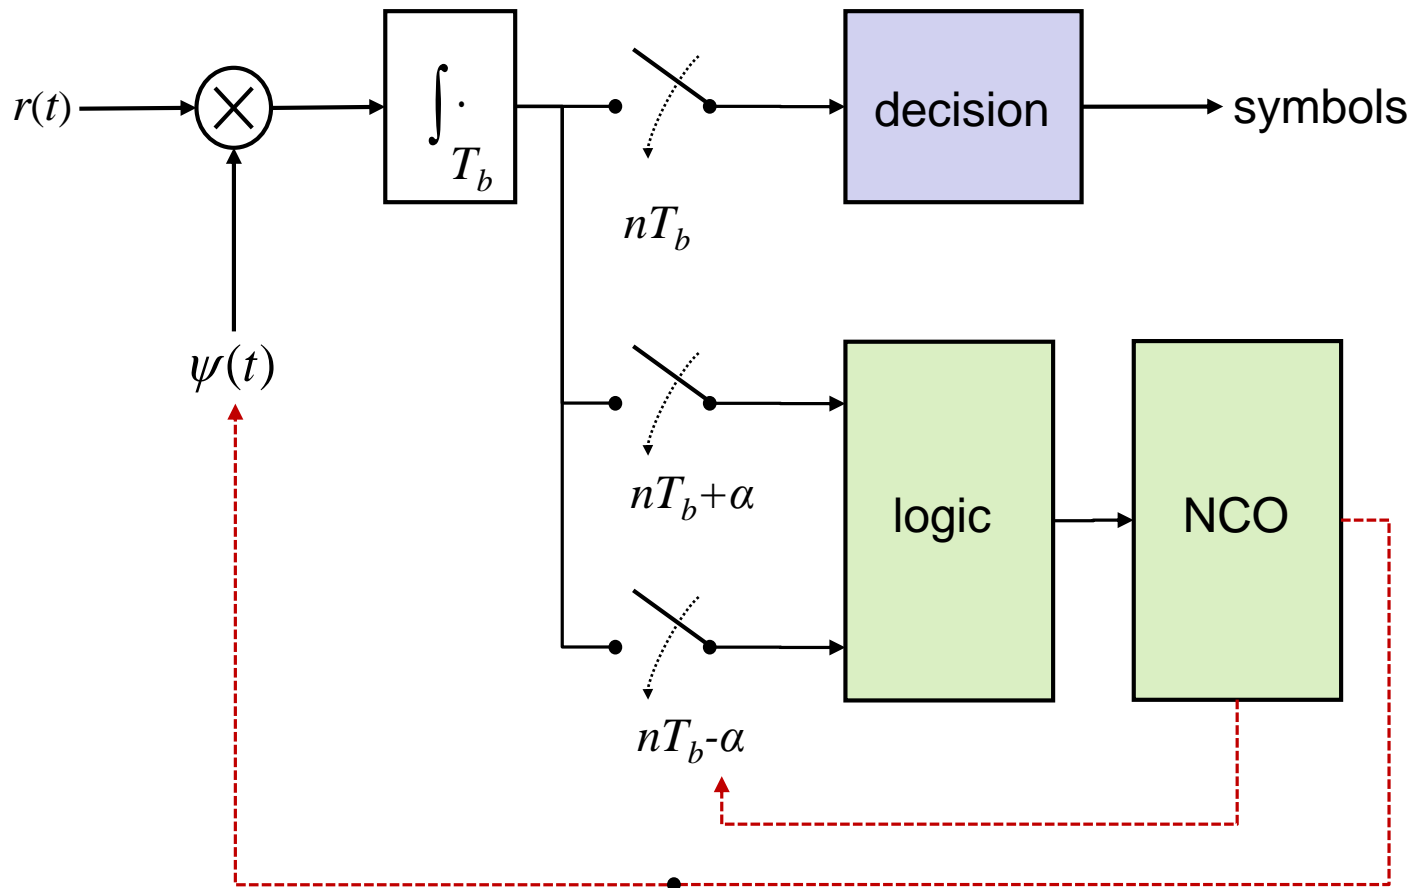 r(t)
∫ ·
T_b
decision
symbols
nT_b
ψ(t)
nT_b+α
logic
NCO
nT_b-α